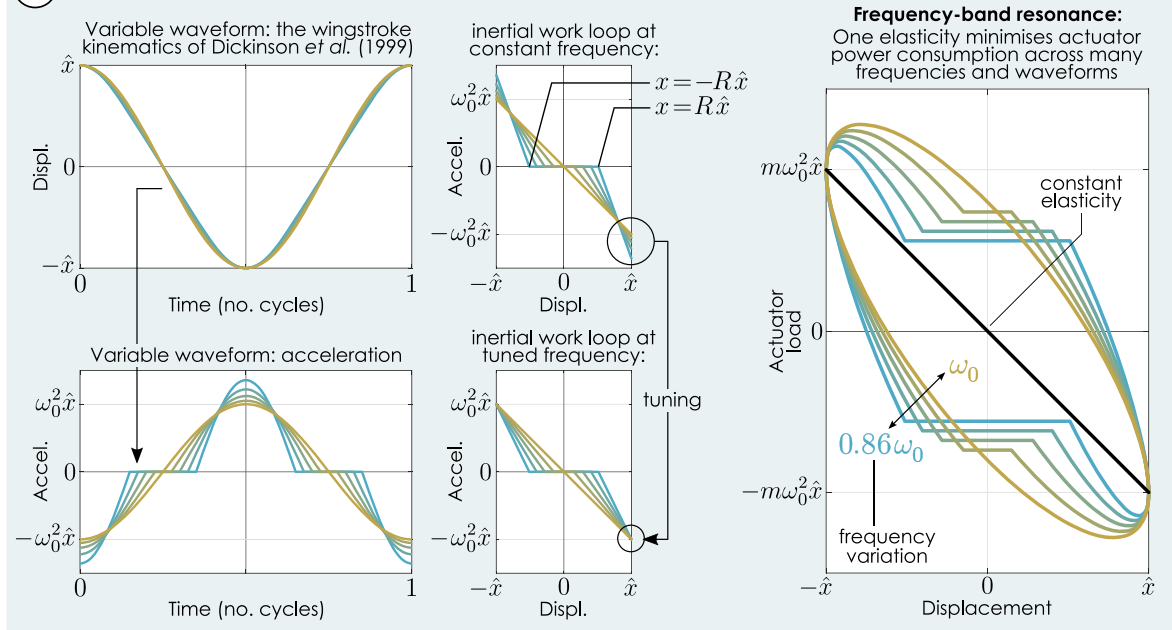 Variable waveform: the wingstroke
kinematics of Dickinson et al. (1999)
x̂
0
−x̂
Displ.
0
1
Time (no. cycles)
inertial work loop at
constant frequency:
ω₀²x̂
0
−ω₀²x̂
Accel.
x = −Rx̂
x = Rx̂
−x̂
0
x̂
Displ.
Variable waveform: acceleration
ω₀²x̂
0
−ω₀²x̂
Accel.
0
1
Time (no. cycles)
inertial work loop at
tuned frequency:
ω₀²x̂
0
−ω₀²x̂
Accel.
−x̂
0
x̂
Displ.
tuning
Frequency-band resonance:
One elasticity minimises actuator
power consumption across many
frequencies and waveforms
mω₀²x̂
0
−mω₀²x̂
Actuator
load
constant
elasticity
ω₀
0.86ω₀
frequency
variation
−x̂
0
x̂
Displacement